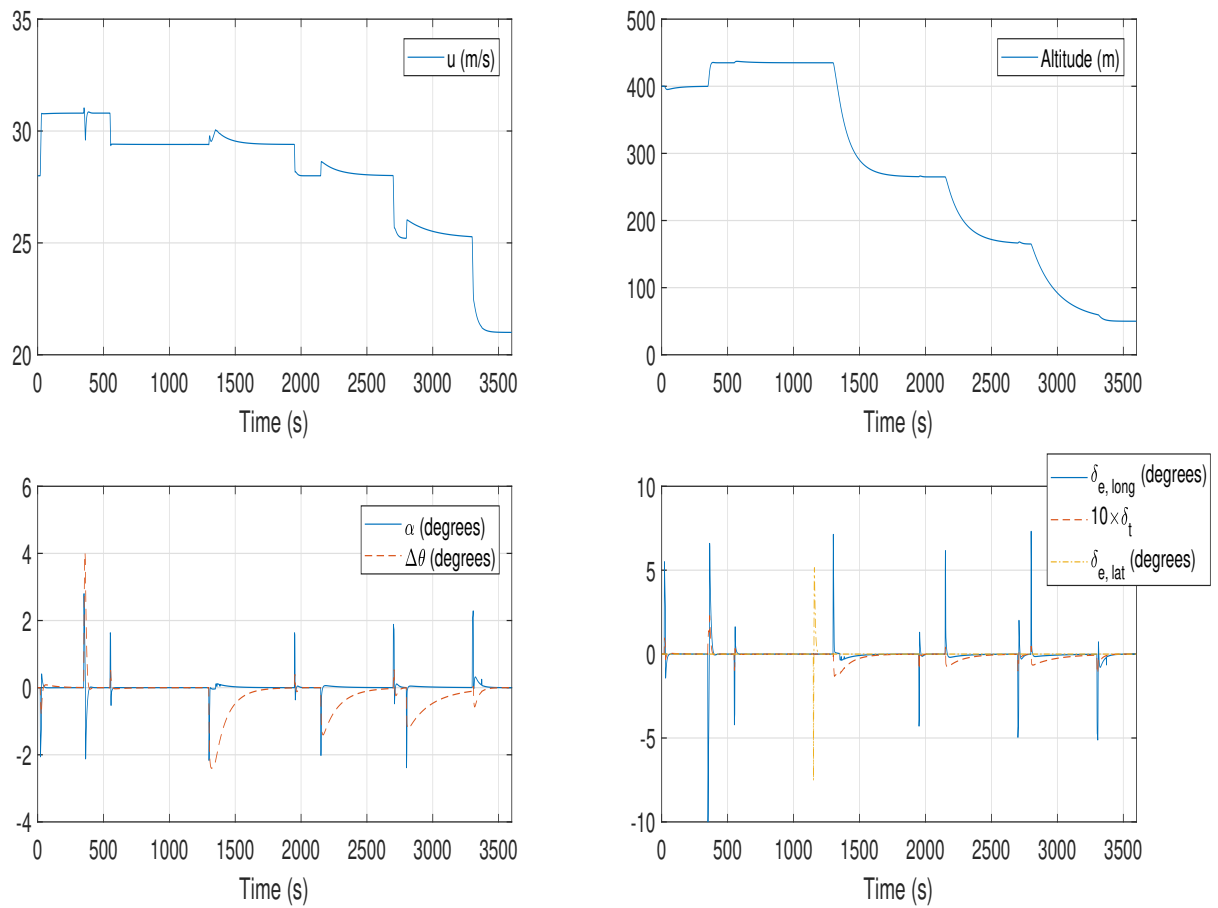 35
30
25
20
u (m/s)
0 500 1000 1500 2000 2500 3000 3500
Time (s)
500
400
300
200
100
0
Altitude (m)
0 500 1000 1500 2000 2500 3000 3500
Time (s)
6
4
2
0
-2
-4
α (degrees)
Δθ (degrees)
0 500 1000 1500 2000 2500 3000 3500
Time (s)
10
5
0
-5
-10
δe, long (degrees)
10×δt
δe, lat (degrees)
0 500 1000 1500 2000 2500 3000 3500
Time (s)